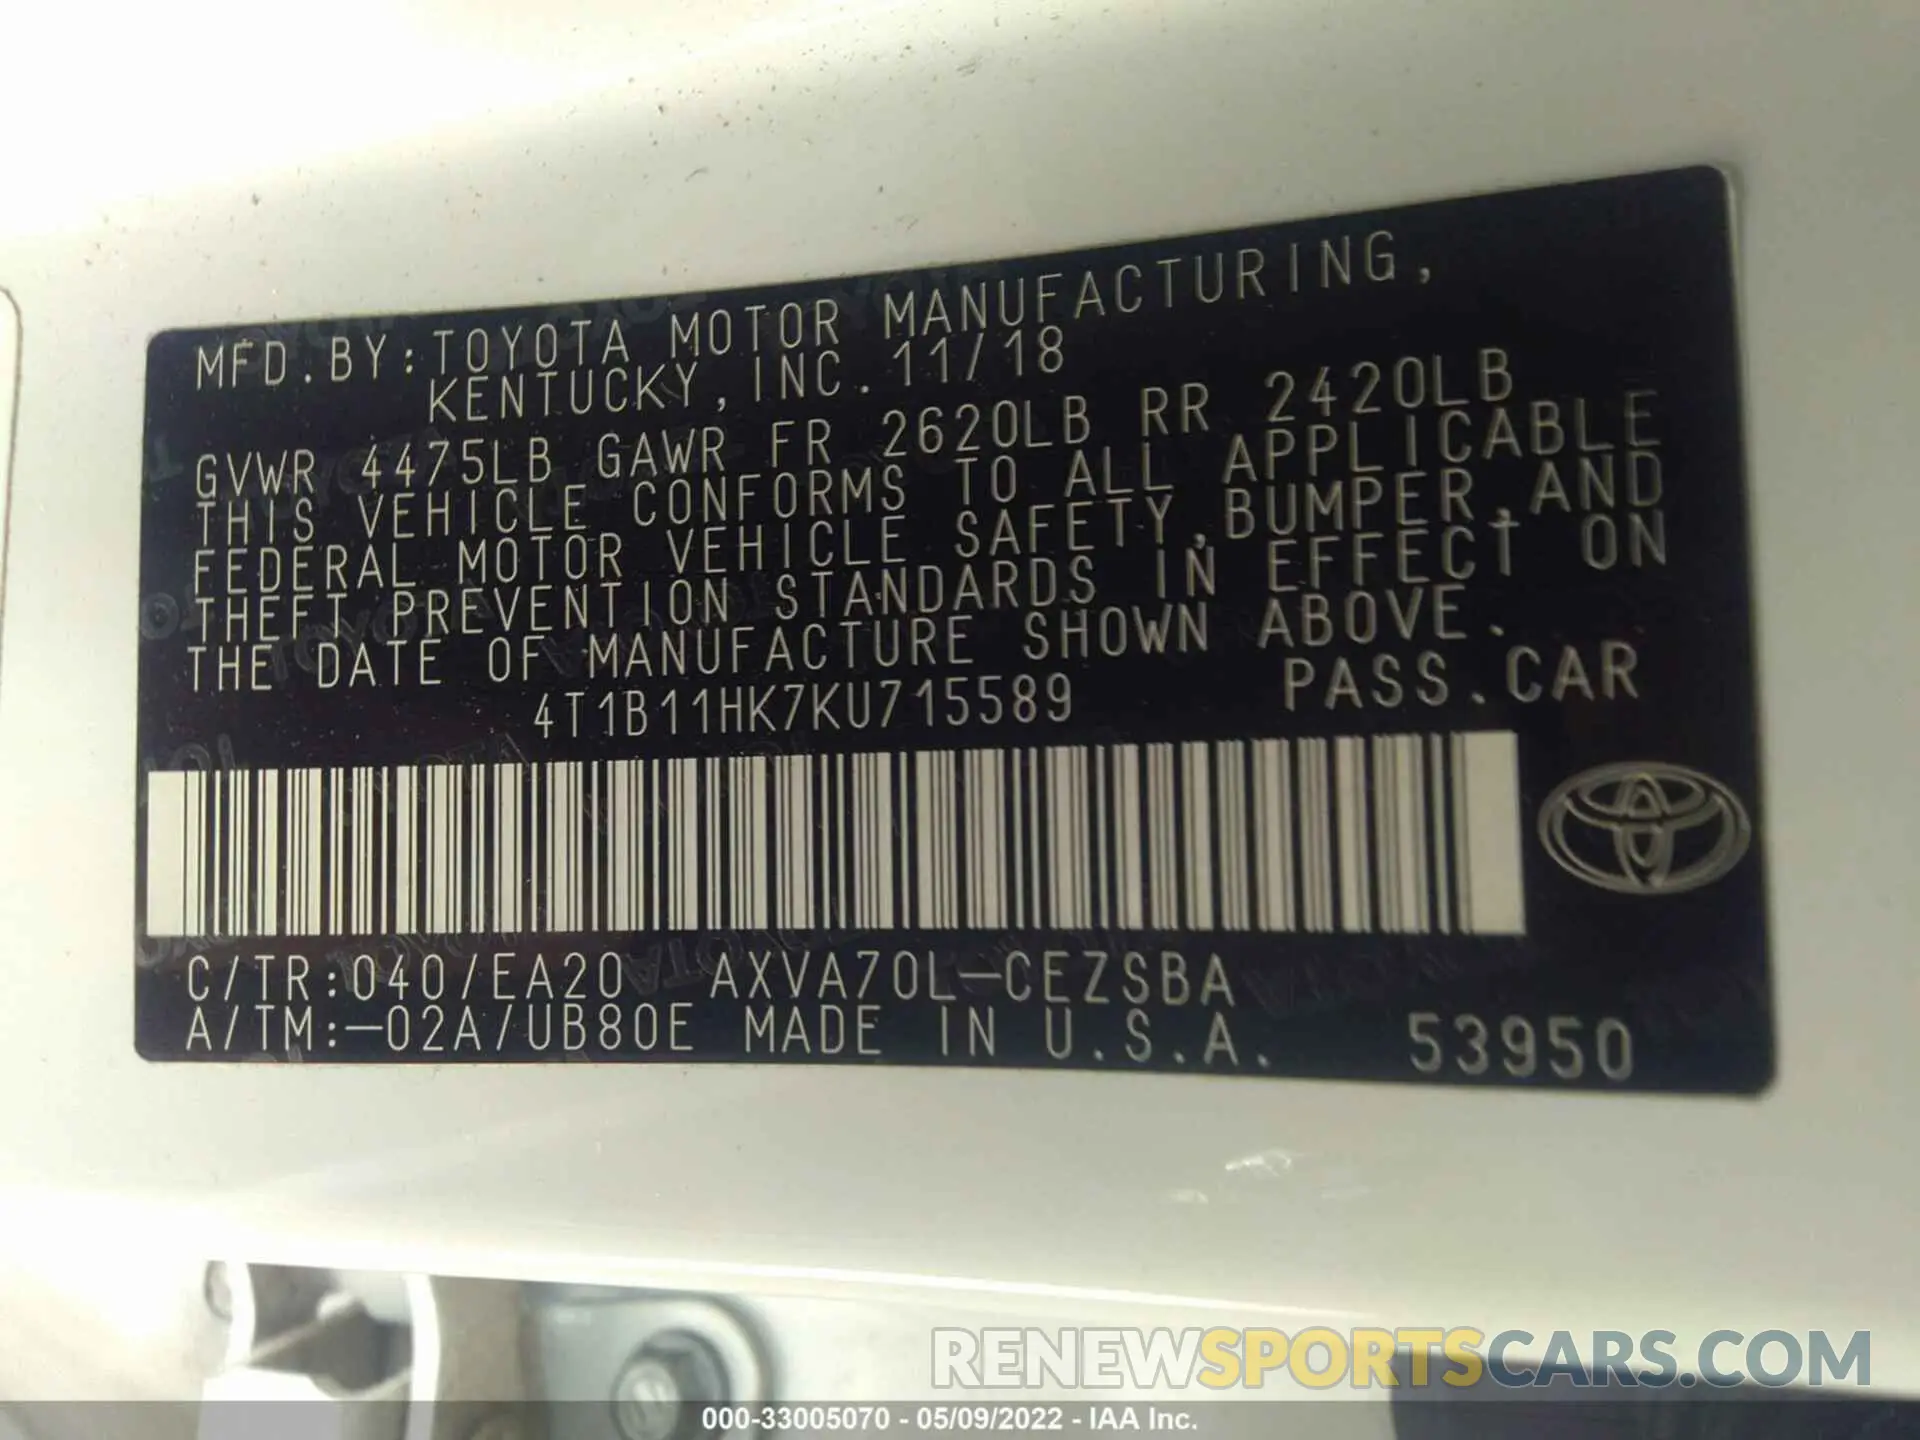 MFD. BY: TOYOTA MOTOR MANUFACTURING,
KENTUCKY, INC. 11/18
GVWR 4475LB GAWR FR 2620LB RR 2420LB
THIS VEHICLE CONFORMS TO ALL APPLICABLE
FEDERAL MOTOR VEHICLE SAFETY, BUMPER, AND
THEFT PREVENTION STANDARDS IN EFFECT ON
THE DATE OF MANUFACTURE SHOWN ABOVE.
4T1B11HK7KU715589 PASS. CAR
C/TR: 040/EA20 AXVA70L-CEZSBA
A/TM:-02A/UB80E MADE IN U.S.A. 53950
RENEWSPORTSCARS.COM
000-33005070 - 05/09/2022 - IAA Inc.